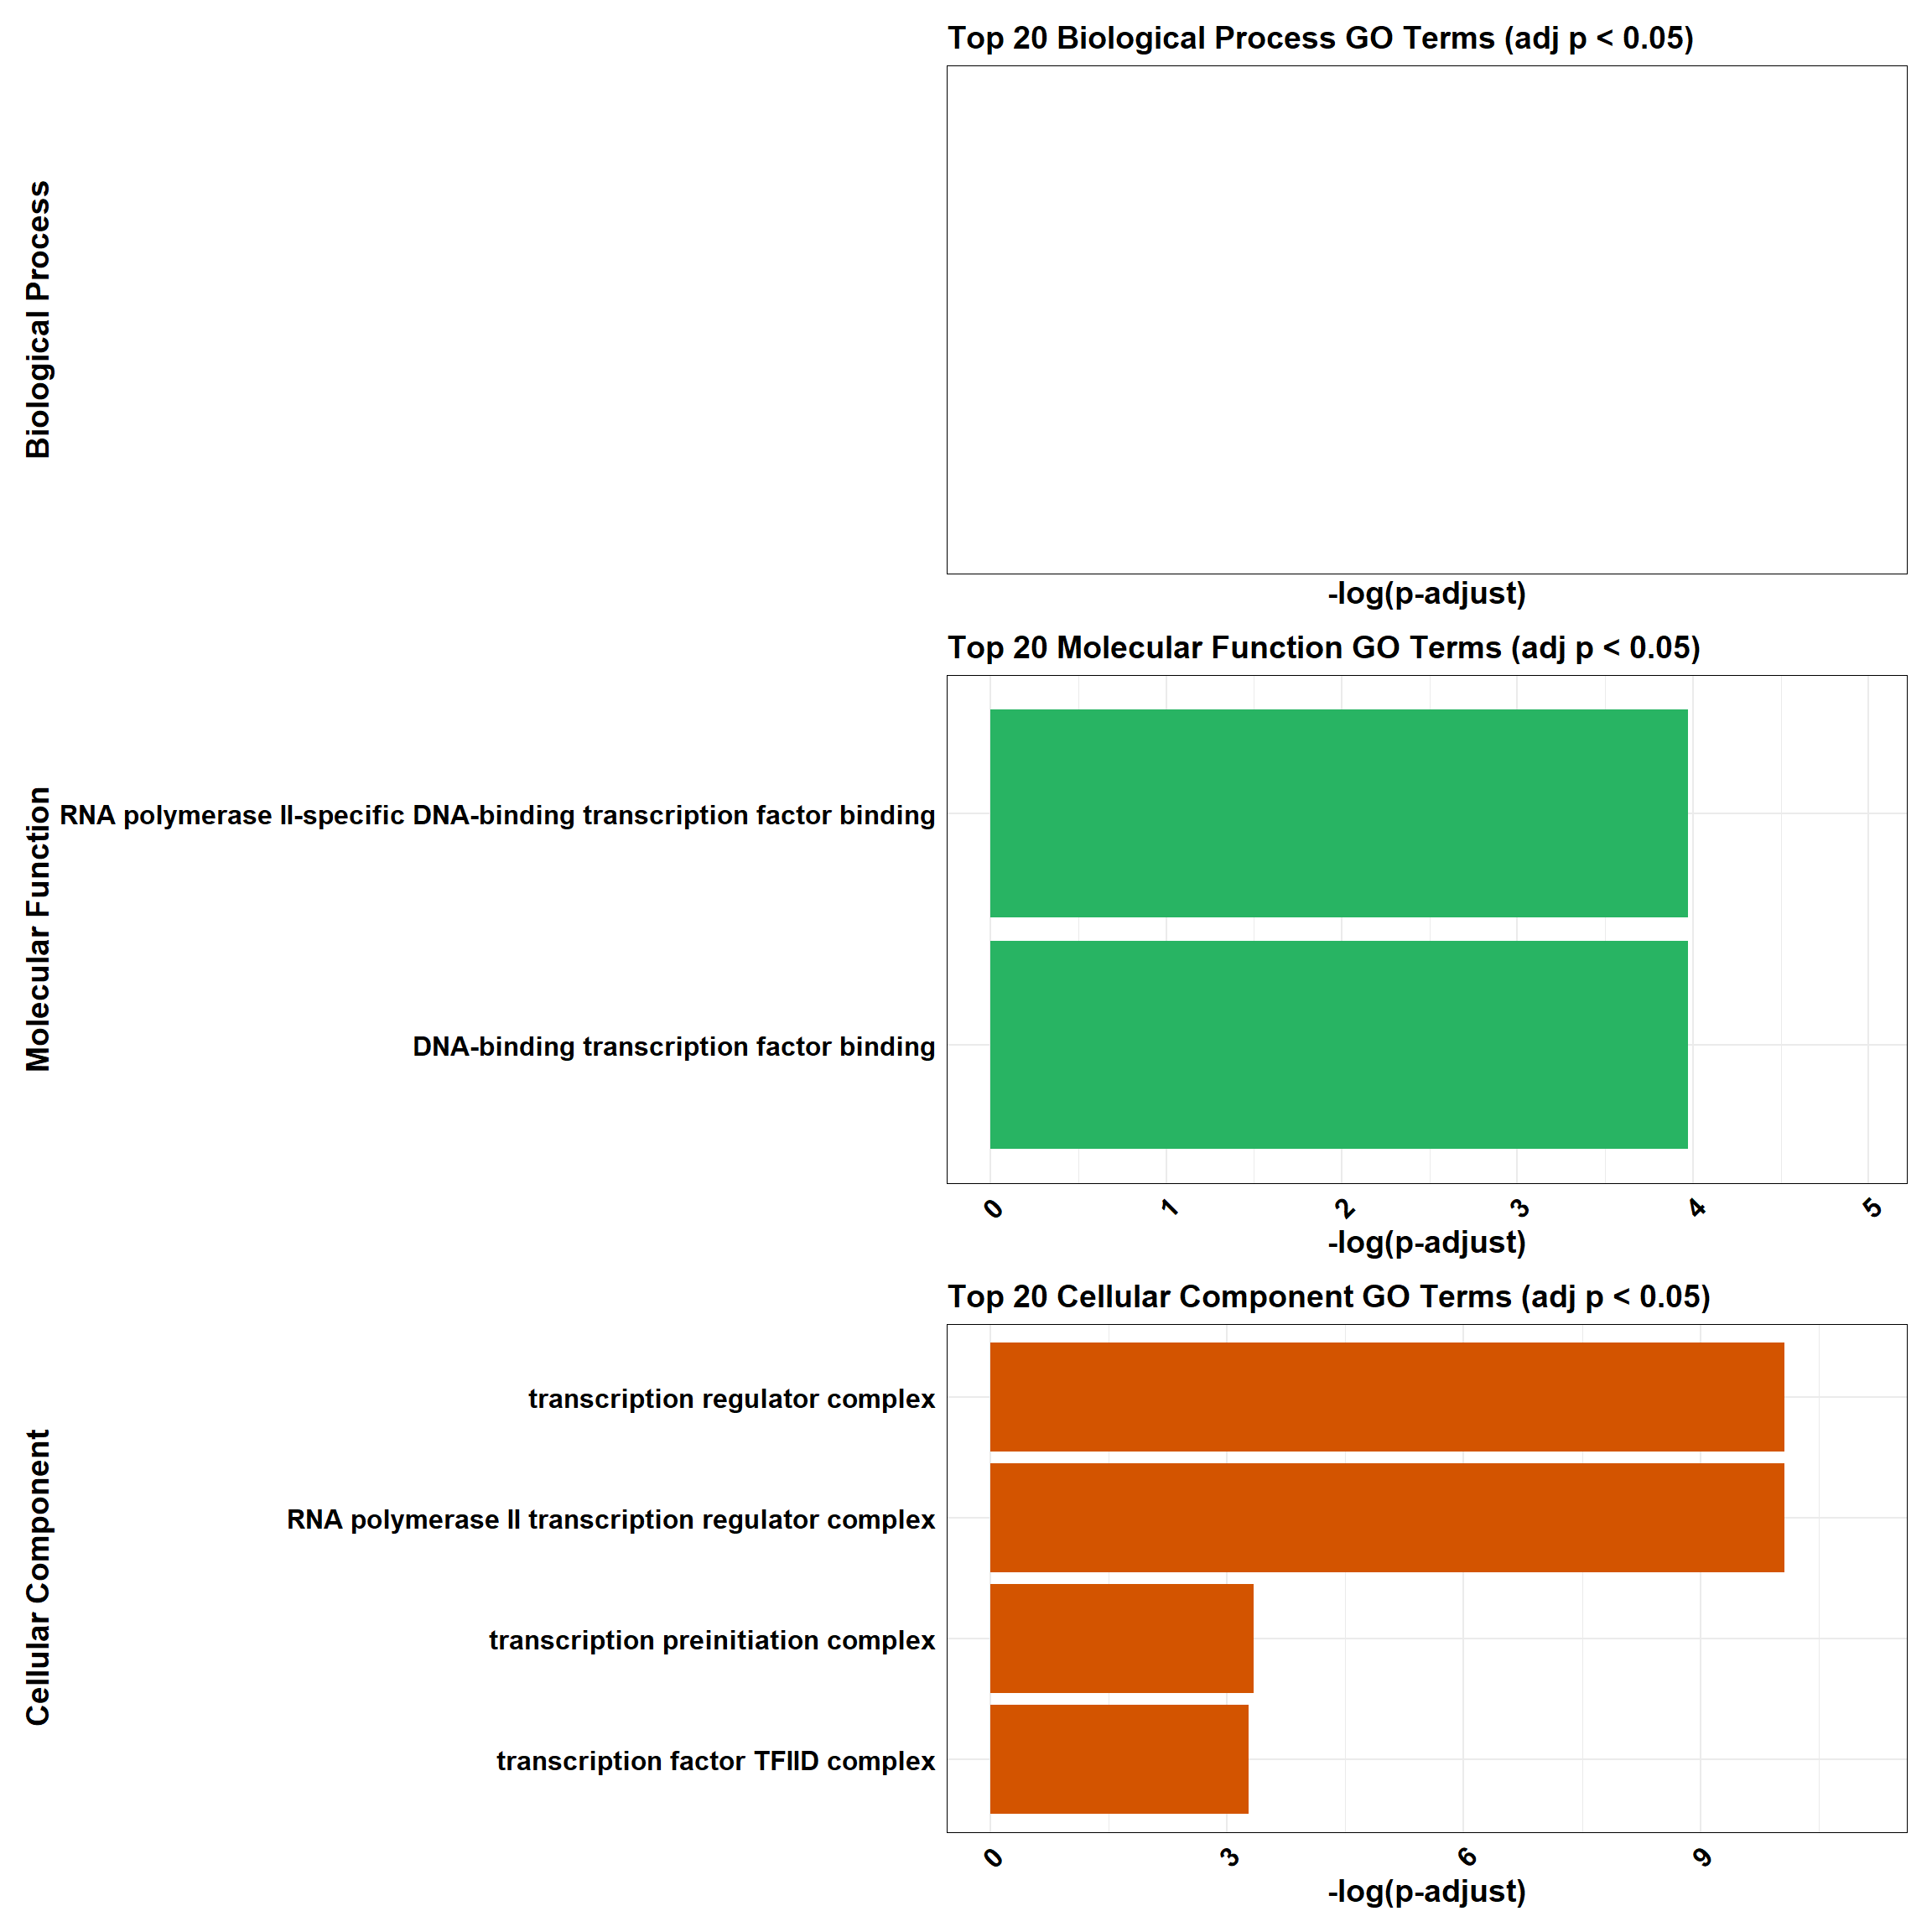 Top 20 Biological Process GO Terms (adj p < 0.05)
Biological Process
-log(p-adjust)
Top 20 Molecular Function GO Terms (adj p < 0.05)
Molecular Function
RNA polymerase II-specific DNA-binding transcription factor binding
DNA-binding transcription factor binding
0 1 2 3 4 5
-log(p-adjust)
Top 20 Cellular Component GO Terms (adj p < 0.05)
Cellular Component
transcription regulator complex
RNA polymerase II transcription regulator complex
transcription preinitiation complex
transcription factor TFIID complex
0 3 6 9
-log(p-adjust)